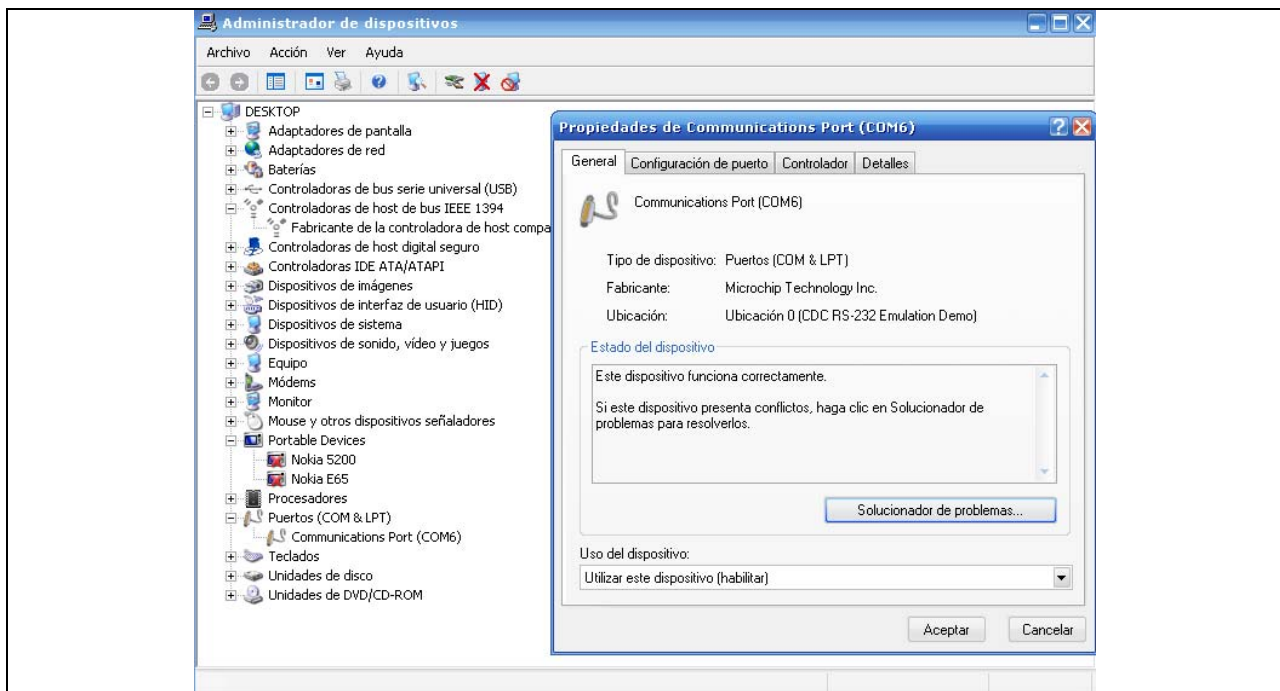 Administrador de dispositivos
Archivo Acción Ver Ayuda
DESKTOP
Adaptadores de pantalla
Adaptadores de red
Baterías
Controladoras de bus serie universal (USB)
Controladoras de host de bus IEEE 1394
Fabricante de la controladora de host compa
Controladoras de host digital seguro
Controladoras IDE ATA/ATAPI
Dispositivos de imágenes
Dispositivos de interfaz de usuario (HID)
Dispositivos de sistema
Dispositivos de sonido, vídeo y juegos
Equipo
Módems
Monitor
Mouse y otros dispositivos señaladores
Portable Devices
Nokia 5200
Nokia E65
Procesadores
Puertos (COM & LPT)
Communications Port (COM6)
Teclados
Unidades de disco
Unidades de DVD/CD-ROM
Propiedades de Communications Port (COM6)
General Configuración de puerto Controlador Detalles
Communications Port (COM6)
Tipo de dispositivo: Puertos (COM & LPT)
Fabricante: Microchip Technology Inc.
Ubicación: Ubicación 0 (CDC RS-232 Emulation Demo)
Estado del dispositivo
Este dispositivo funciona correctamente.
Si este dispositivo presenta conflictos, haga clic en Solucionador de
problemas para resolverlos.
Solucionador de problemas...
Uso del dispositivo:
Utilizar este dispositivo (habilitar)
Aceptar Cancelar